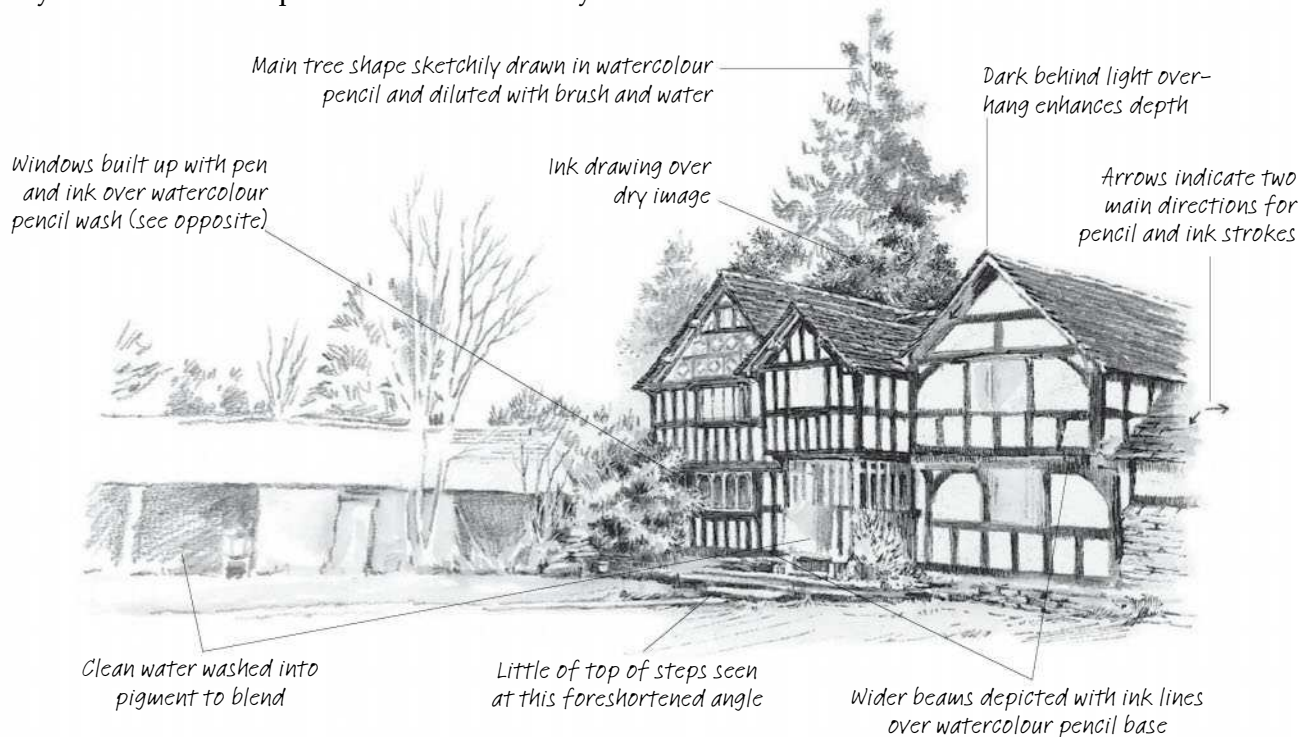 Main tree shape sketchily drawn in watercolour
pencil and diluted with brush and water
Dark behind light over-
hang enhances depth
Windows built up with pen
and ink over watercolour
pencil wash (see opposite)
Ink drawing over
dry image
Arrows indicate two
main directions for
pencil and ink strokes
Clean water washed into
pigment to blend
Little of top of steps seen
at this foreshortened angle
Wider beams depicted with ink lines
over watercolour pencil base